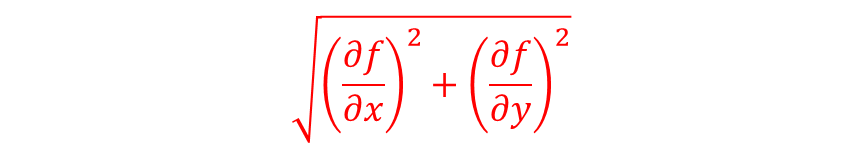 √((∂f/∂x)² + (∂f/∂y)²)